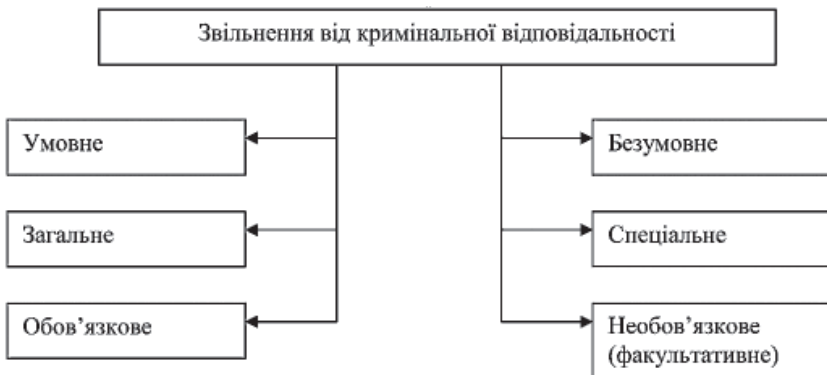 Звільнення від кримінальної відповідальності
Умовне
Безумовне
Загальне
Спеціальне
Обов’язкове
Необов’язкове
(факультативне)